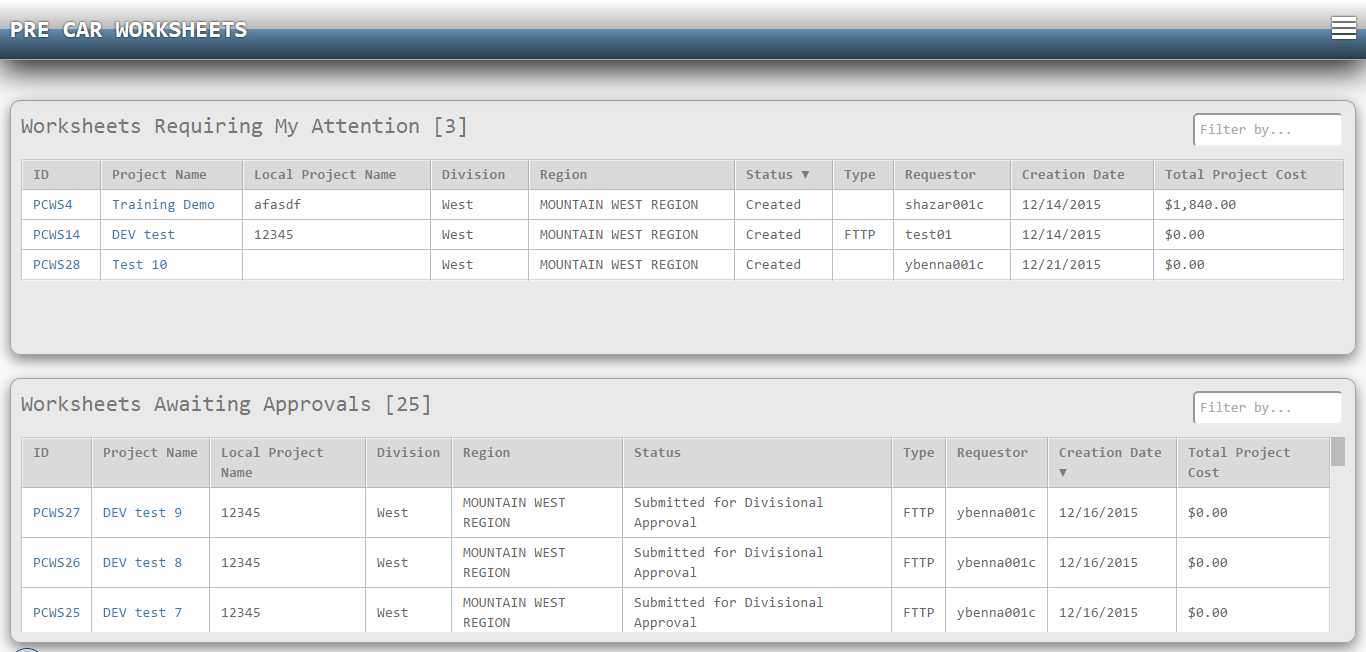 PRE CAR WORKSHEETS
Worksheets Requiring My Attention [3]
Filter by...
ID Project Name Local Project Name Division Region Status ▼ Type Requestor Creation Date Total Project Cost
PCWS4 Training Demo afasdf West MOUNTAIN WEST REGION Created shazar001c 12/14/2015 $1,840.00
PCWS14 DEV test 12345 West MOUNTAIN WEST REGION Created FTTP test01 12/14/2015 $0.00
PCWS28 Test 10 West MOUNTAIN WEST REGION Created ybenna001c 12/21/2015 $0.00
Worksheets Awaiting Approvals [25]
Filter by...
ID Project Name Local Project Division Region Status Type Requestor Creation Date Total Project
Name ▼ Cost
MOUNTAIN WEST Submitted for Divisional
PCWS27 DEV test 9 12345 West FTTP ybenna001c 12/16/2015 $0.00
REGION Approval
MOUNTAIN WEST Submitted for Divisional
PCWS26 DEV test 8 12345 West FTTP ybenna001c 12/16/2015 $0.00
REGION Approval
MOUNTAIN WEST Submitted for Divisional
PCWS25 DEV test 7 12345 West FTTP ybenna001c 12/16/2015 $0.00
REGION Approval